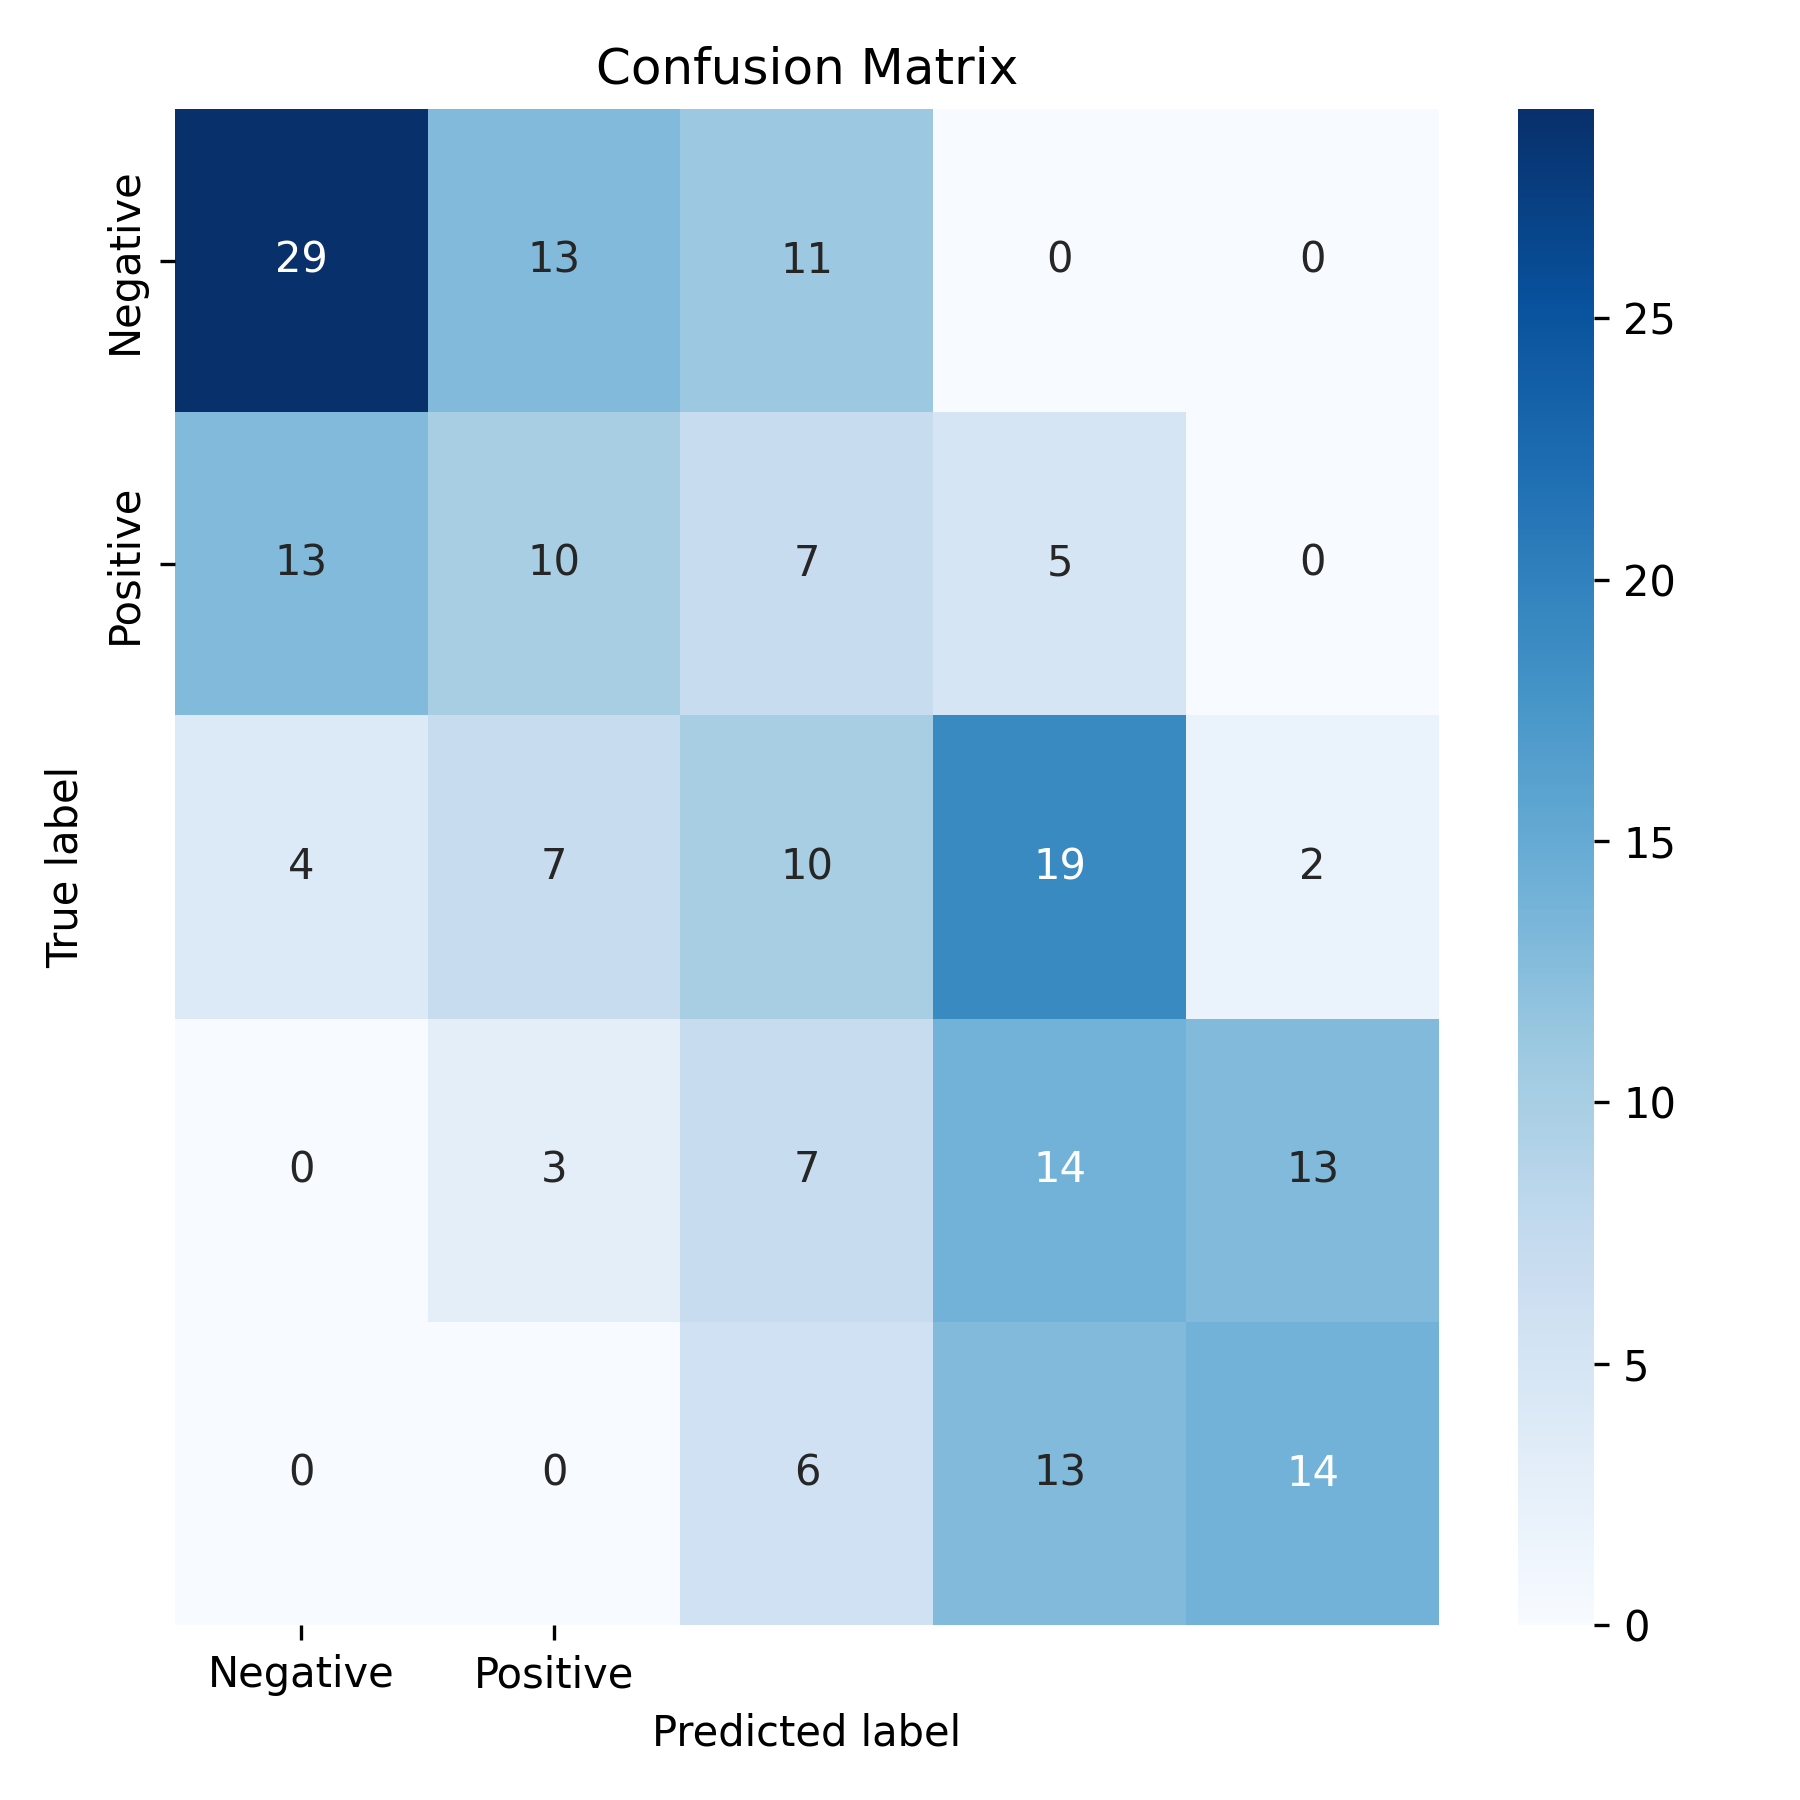 Confusion Matrix
Negative
29 13 11 0 0
25
Positive
13 10 7 5 0
20
True label
4 7 10 19 2
15
10
0 3 7 14 13
5
0 0 6 13 14
0
Negative Positive
Predicted label